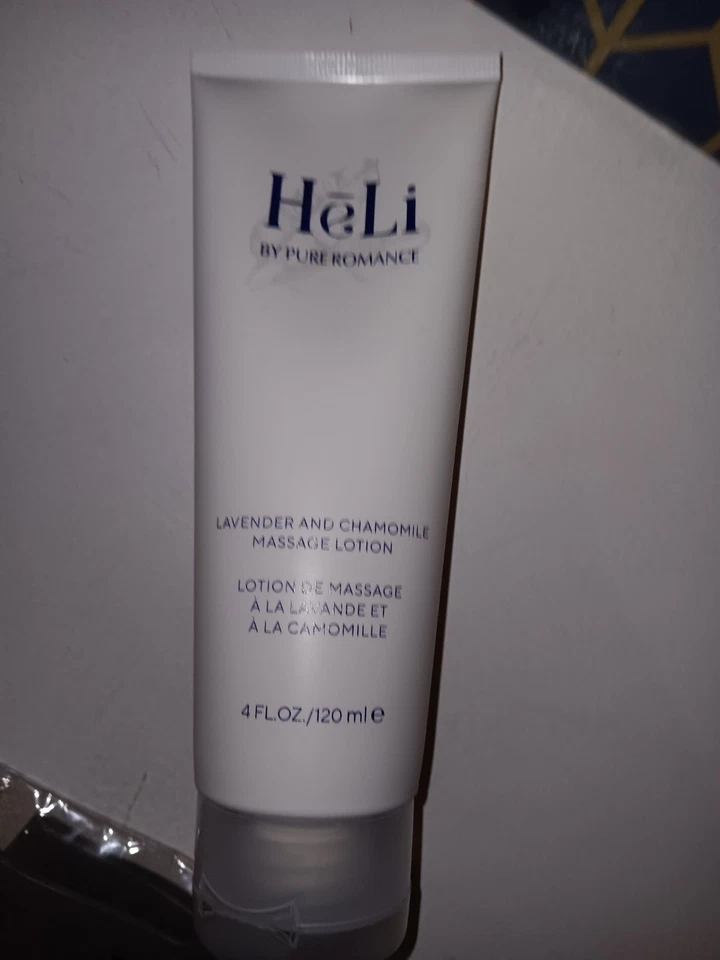 HēLi
BY PURE ROMANCE
LAVENDER AND CHAMOMILE
MASSAGE LOTION
LOTION DE MASSAGE
À LA LAVANDE ET
À LA CAMOMILLE
4 FL.OZ./120 ml ℮